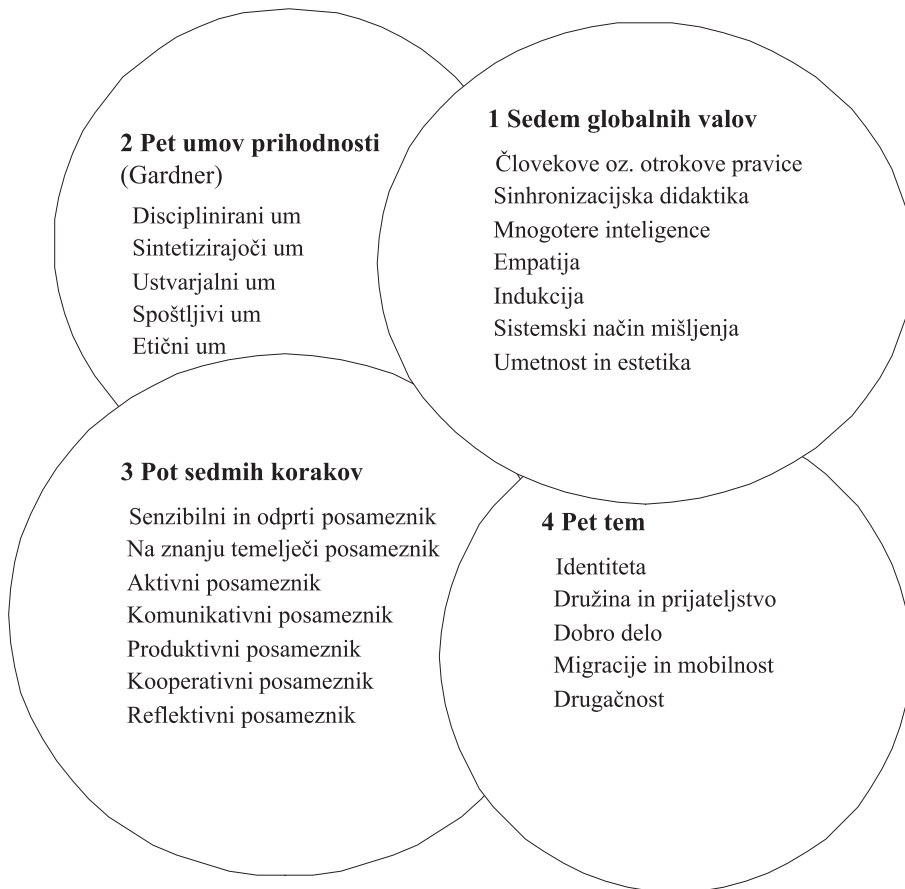 1 Sedem globalnih valov
Človekove oz. otrokove pravice
Sinhronizacijska didaktika
Mnogotere inteligence
Empatija
Indukcija
Sistemski način mišljenja
Umetnost in estetika
2 Pet umov prihodnosti
(Gardner)
Disciplinirani um
Sintetizirajoči um
Ustvarjalni um
Spoštljivi um
Etični um
3 Pot sedmih korakov
Senzibilni in odprti posameznik
Na znanju temelječi posameznik
Aktivni posameznik
Komunikativni posameznik
Produktivni posameznik
Kooperativni posameznik
Reflektivni posameznik
4 Pet tem
Identiteta
Družina in prijateljstvo
Dobro delo
Migracije in mobilnost
Drugačnost